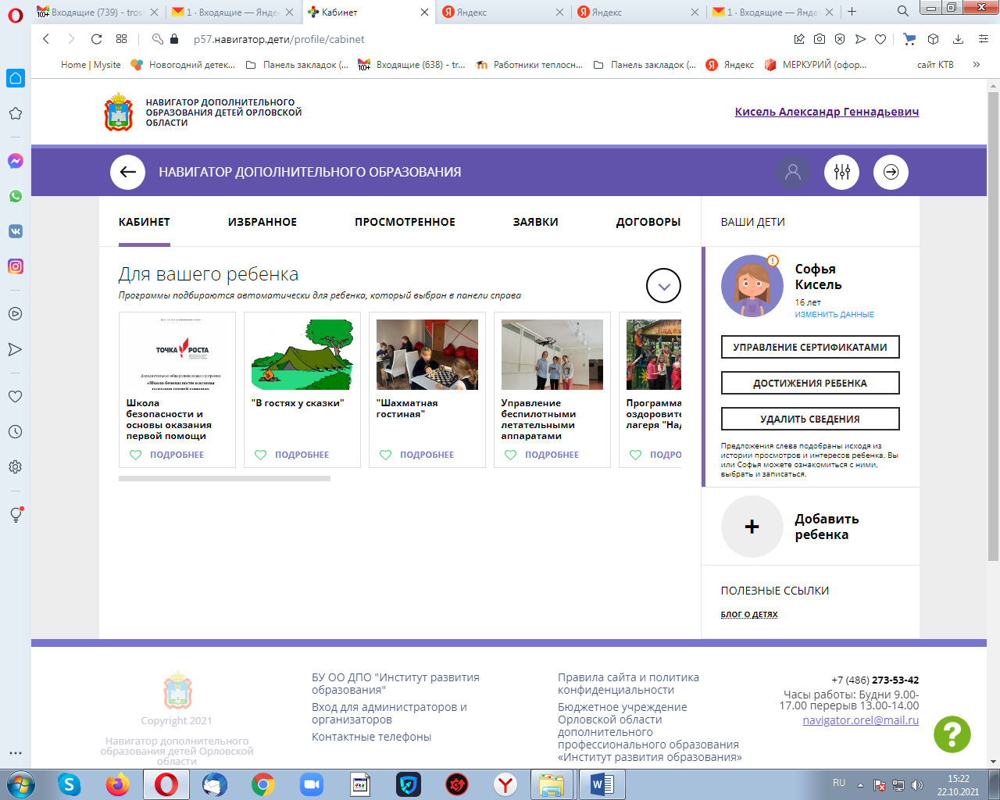 Входящие (739) - tros
1 · Входящие — Янде
Кабинет
Яндекс
Яндекс
1 · Входящие — Янде
p57.навигатор.дети/profile/cabinet
Home | Mysite
Новогодний детек...
Панель закладок (...
Входящие (638) - tr...
Работники теплосн...
Панель закладок (...
Яндекс
МЕРКУРИЙ (офор...
сайт КТВ
»
НАВИГАТОР ДОПОЛНИТЕЛЬНОГО
ОБРАЗОВАНИЯ ДЕТЕЙ ОРЛОВСКОЙ
ОБЛАСТИ
Кисель Александр Геннадьевич
НАВИГАТОР ДОПОЛНИТЕЛЬНОГО ОБРАЗОВАНИЯ
КАБИНЕТ
ИЗБРАННОЕ
ПРОСМОТРЕННОЕ
ЗАЯВКИ
ДОГОВОРЫ
Для вашего ребенка
Программы подбираются автоматически для ребенка, который выбран в панели справа
ТОЧКА РОСТА
Дополнительная общеразвивающая программа
«Школа безопасности и основы
Школа
безопасности и
основы оказания
первой помощи
ПОДРОБНЕЕ
"В гостях у сказки"
ПОДРОБНЕЕ
"Шахматная
гостиная"
ПОДРОБНЕЕ
Управление
беспилотными
летательными
аппаратами
ПОДРОБНЕЕ
Программа
оздоровите
лагеря "Над
ПОДРО
ВАШИ ДЕТИ
Софья
Кисель
16 лет
ИЗМЕНИТЬ ДАННЫЕ
УПРАВЛЕНИЕ СЕРТИФИКАТАМИ
ДОСТИЖЕНИЯ РЕБЕНКА
УДАЛИТЬ СВЕДЕНИЯ
Предложения слева подобраны исходя из
истории просмотров и интересов ребенка. Вы
или Софья можете ознакомиться с ними,
выбрать и записаться.
+
Добавить
ребенка
ПОЛЕЗНЫЕ ССЫЛКИ
БЛОГ О ДЕТЯХ
Copyright 2021
Навигатор дополнительного
образования детей Орловской
области
БУ ОО ДПО "Институт развития
образования"
Вход для администраторов и
организаторов
Контактные телефоны
Правила сайта и политика
конфиденциальности
Бюджетное учреждение
Орловской области
дополнительного
профессионального образования
«Институт развития образования»
+7 (486) 273-53-42
Часы работы: Будни 9.00-
17.00 перерыв 13.00-14.00
navigator.orel@mail.ru
?
RU
15:22
22.10.2021